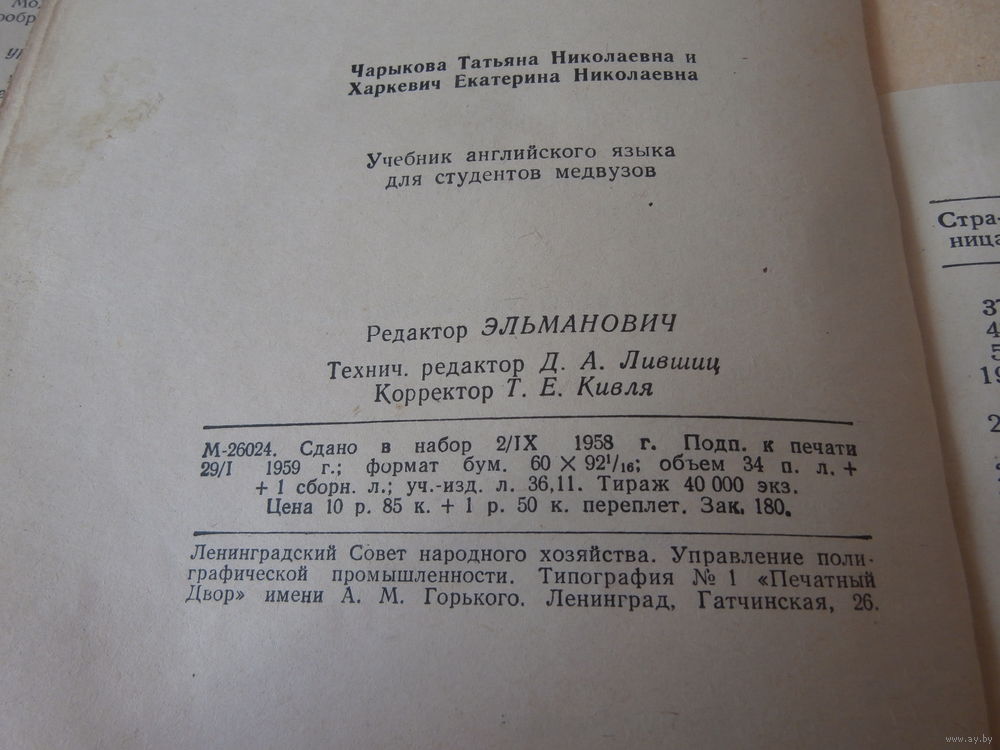 Чарыкова Татьяна Николаевна и
Харкевич Екатерина Николаевна
Учебник английского языка
для студентов медвузов
Редактор ЭЛЬМАНОВИЧ
Технич. редактор Д. А. Лившиц
Корректор Т. Е. Кивля
М-26024. Сдано в набор 2/IX 1958 г. Подп. к печати
29/I 1959 г.; формат бум. 60 × 92¹/₁₆; объем 34 п. л. +
+ 1 сборн. л.; уч.-изд. л. 36,11. Тираж 40 000 экз.
Цена 10 р. 85 к. + 1 р. 50 к. переплет. Зак. 180.
Ленинградский Совет народного хозяйства. Управление поли-
графической промышленности. Типография № 1 «Печатный
Двор» имени А. М. Горького. Ленинград, Гатчинская, 26.
Стра-
ница
www.ay.by